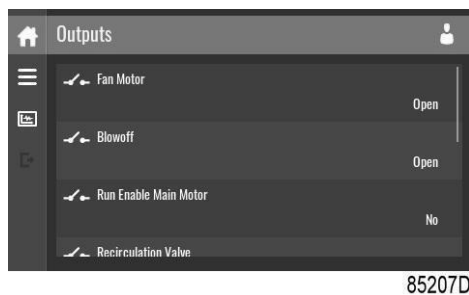 Outputs
Fan Motor
Open
Blowoff
Open
Run Enable Main Motor
No
Recirculation Valve
85207D